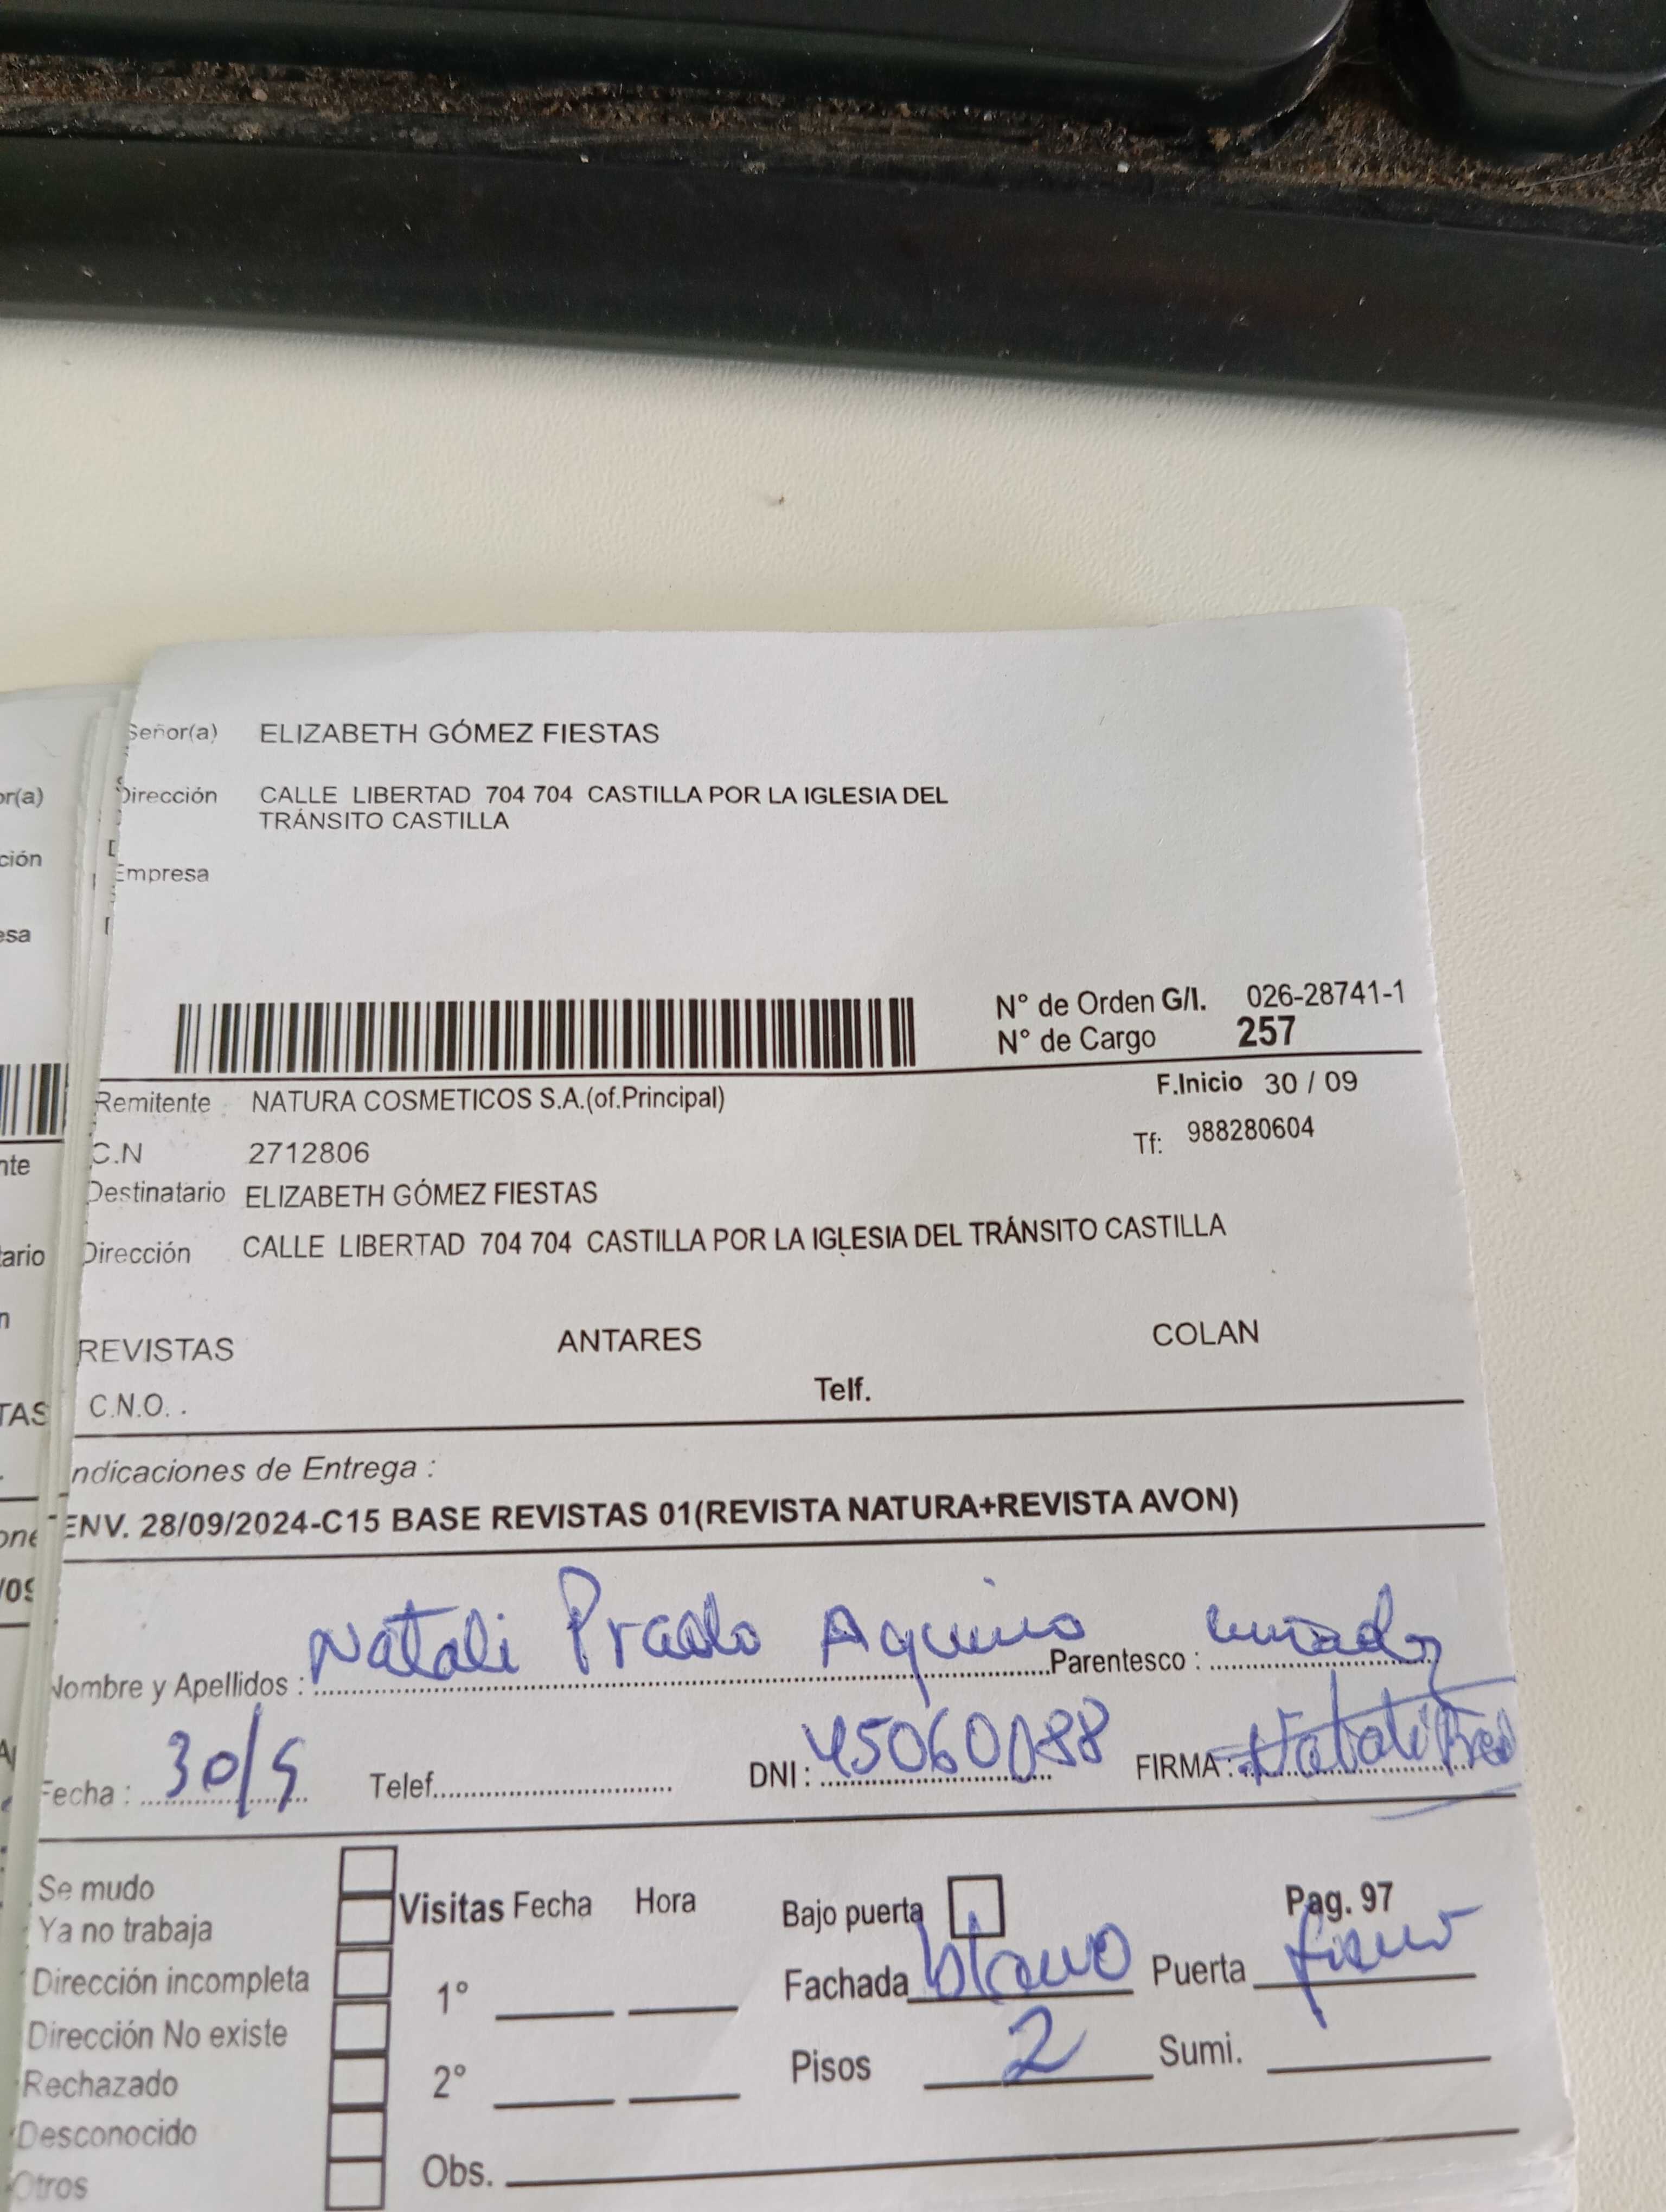 Señor(a) ELIZABETH GÓMEZ FIESTAS
Dirección CALLE LIBERTAD 704 704 CASTILLA POR LA IGLESIA DEL
TRÁNSITO CASTILLA
Empresa
N° de Orden G/I. 026-28741-1
N° de Cargo 257
F.Inicio 30 / 09
Remitente NATURA COSMETICOS S.A.(of.Principal)
Tf: 988280604
C.N 2712806
Destinatario ELIZABETH GÓMEZ FIESTAS
Dirección CALLE LIBERTAD 704 704 CASTILLA POR LA IGLESIA DEL TRÁNSITO CASTILLA
REVISTAS ANTARES COLAN
C.N.O. . Telf.
Indicaciones de Entrega :
ENV. 28/09/2024-C15 BASE REVISTAS 01(REVISTA NATURA+REVISTA AVON)
Nombre y Apellidos : Natali Prado Aquino Parentesco :
Fecha : 30/9 Telef. DNI : 45060088 FIRMA :
Se mudo
Ya no trabaja
Dirección incompleta
Dirección No existe
Rechazado
Desconocido
Otros
Visitas Fecha Hora
1°
2°
Obs.
Bajo puerta Pag. 97
Fachada blanco Puerta
Pisos 2 Sumi.